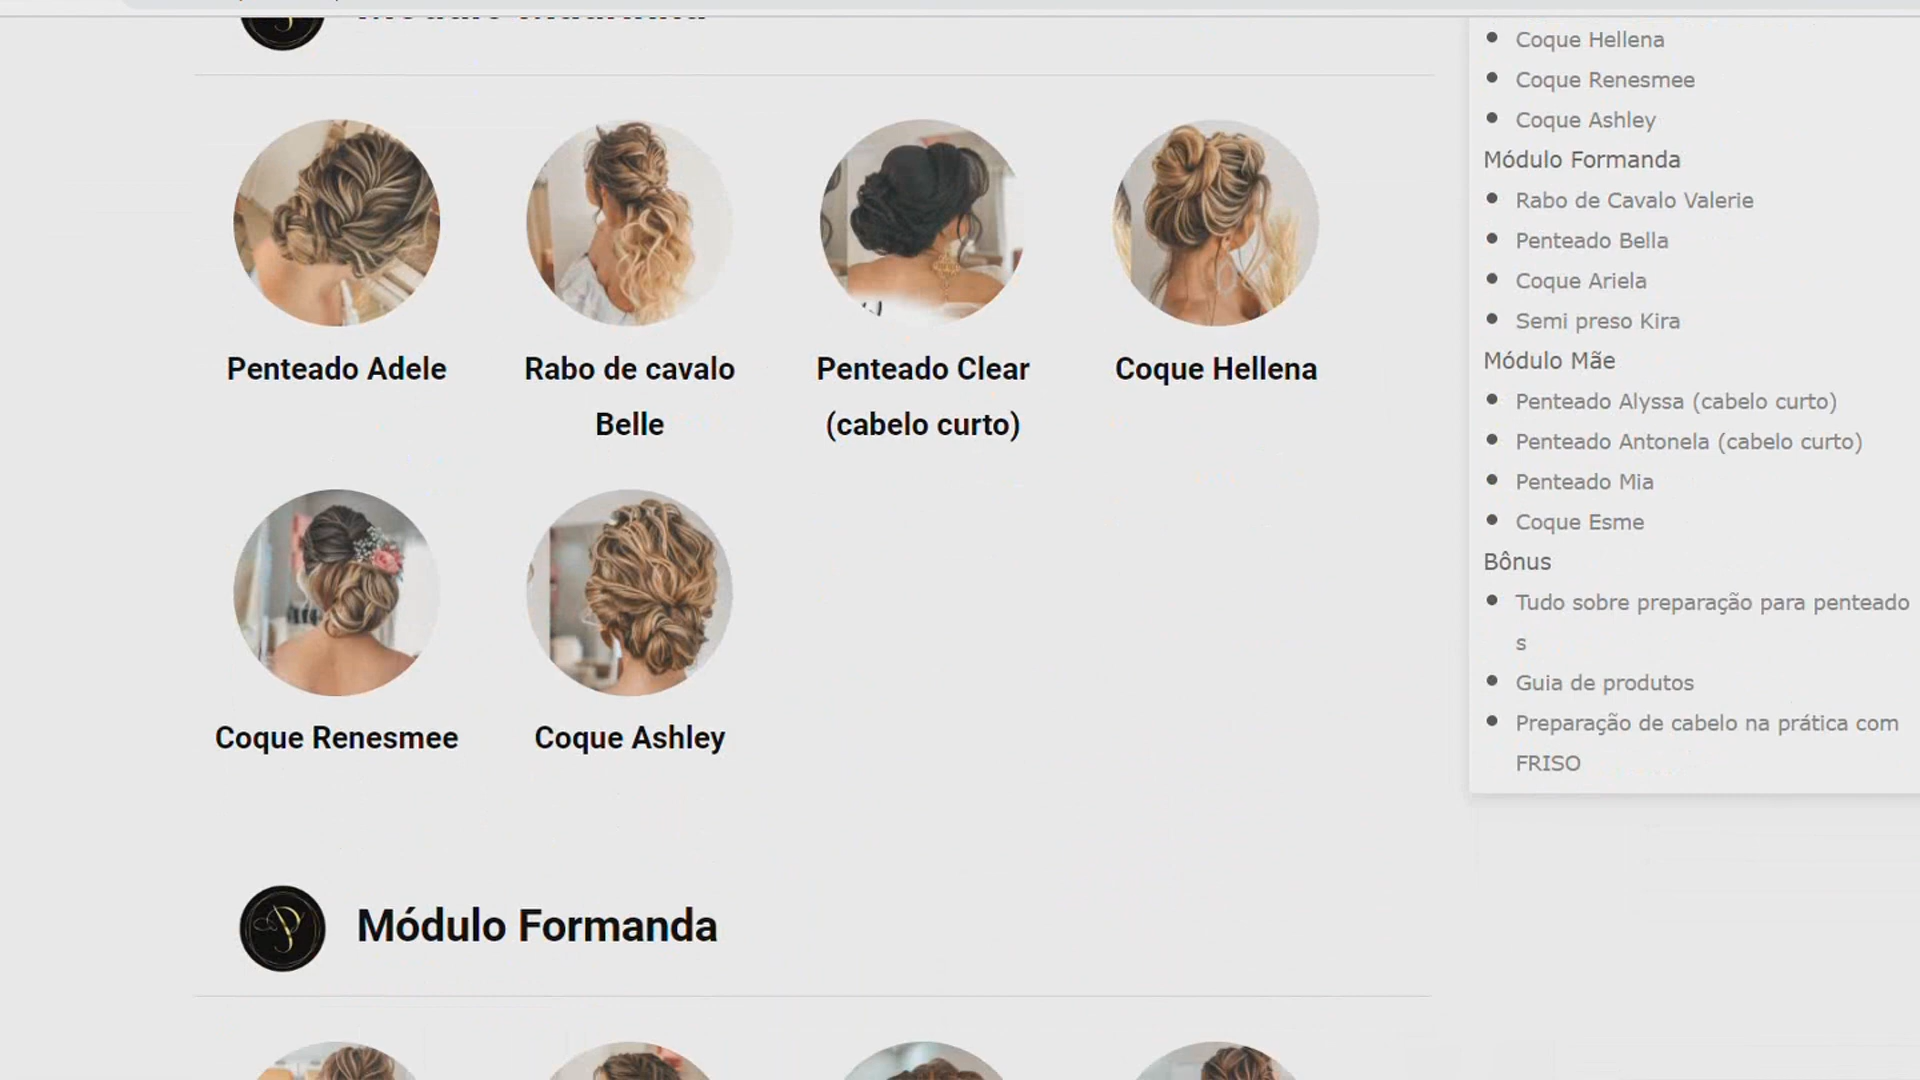 Penteado Adele
Rabo de cavalo
Belle
Penteado Clear
(cabelo curto)
Coque Hellena
Coque Renesmee
Coque Ashley
Módulo Formanda
Coque Hellena
Coque Renesmee
Coque Ashley
Módulo Formanda
Rabo de Cavalo Valerie
Penteado Bella
Coque Ariela
Semi preso Kira
Módulo Mãe
Penteado Alyssa (cabelo curto)
Penteado Antonela (cabelo curto)
Penteado Mia
Coque Esme
Bônus
Tudo sobre preparação para penteado
s
Guia de produtos
Preparação de cabelo na prática com
FRISO